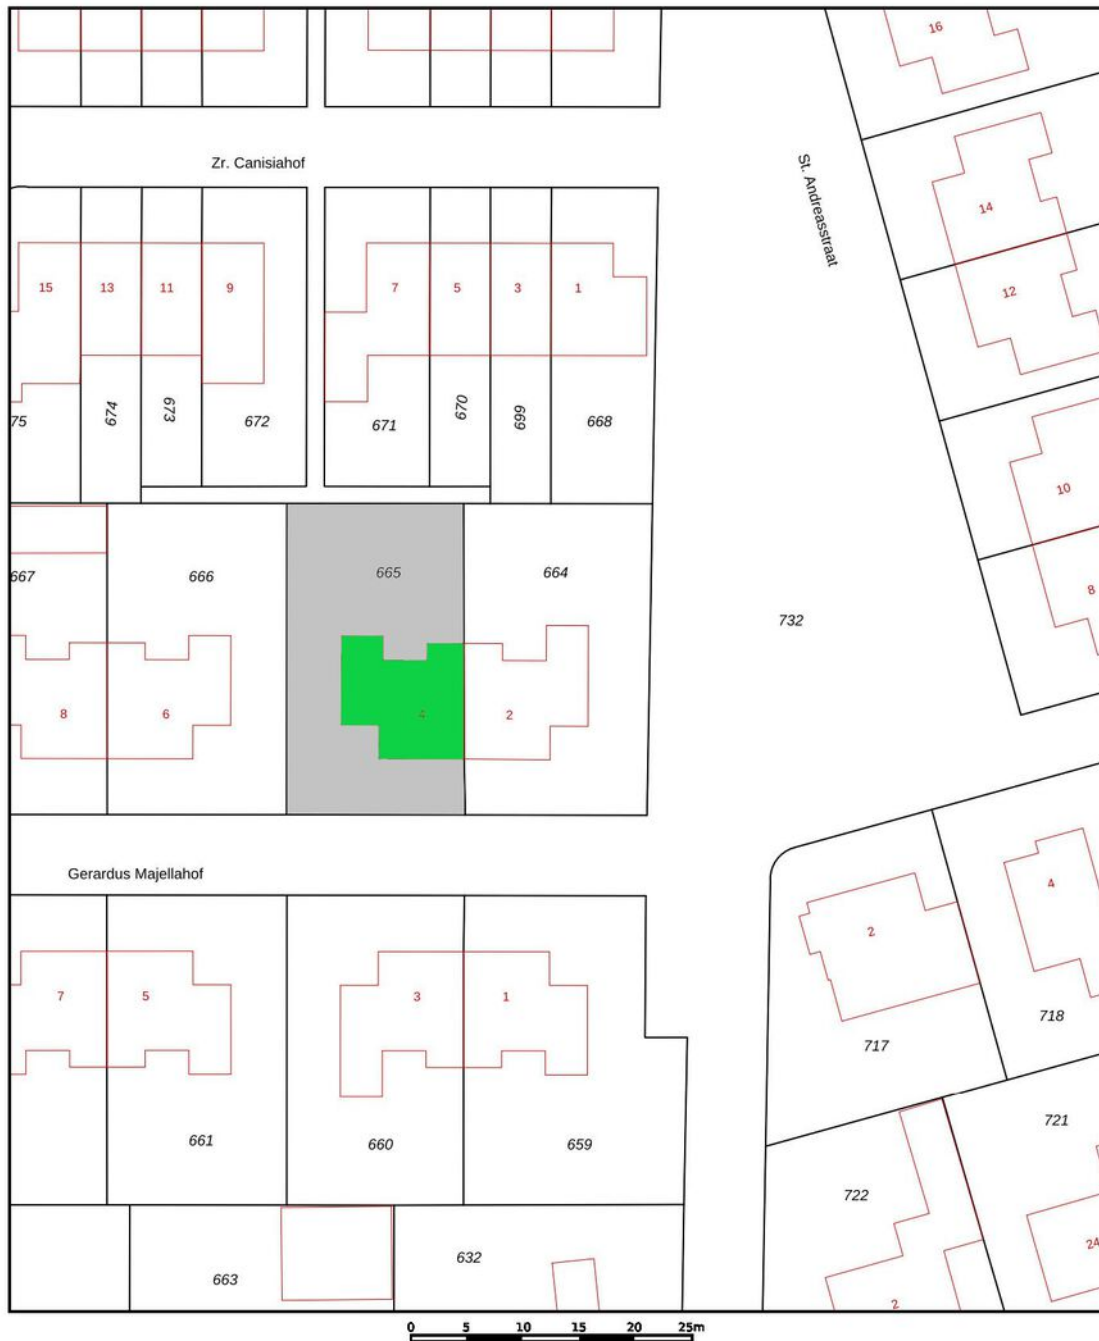 16
Zr. Canisiahof
St. Andreasstraat
14
15 13 11 9 7 5 3 1
12
75 674 673 672 671 670 669 668
10
667 666 665 664
8
732
8 6 4 2
Gerardus Majellahof
4
2
7 5 3 1
718
717
661 660 659
721
722
663 632
24
2
0 5 10 15 20 25m